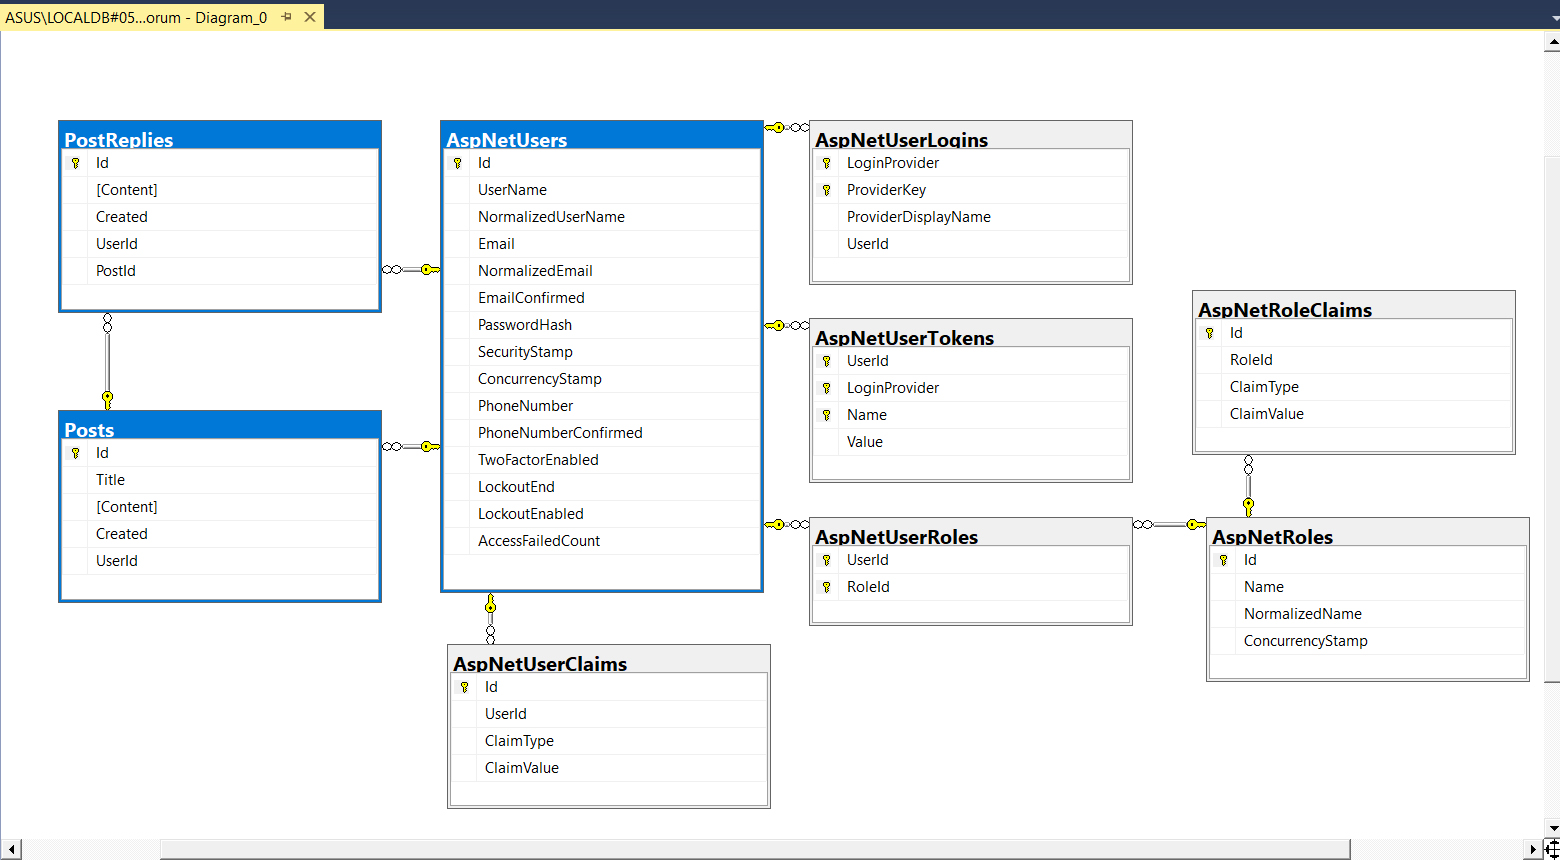 ASUS\LOCALDB#05...orum - Diagram_0
PostReplies
Id
[Content]
Created
UserId
PostId
Posts
Id
Title
[Content]
Created
UserId
AspNetUsers
Id
UserName
NormalizedUserName
Email
NormalizedEmail
EmailConfirmed
PasswordHash
SecurityStamp
ConcurrencyStamp
PhoneNumber
PhoneNumberConfirmed
TwoFactorEnabled
LockoutEnd
LockoutEnabled
AccessFailedCount
AspNetUserClaims
Id
UserId
ClaimType
ClaimValue
AspNetUserLogins
LoginProvider
ProviderKey
ProviderDisplayName
UserId
AspNetUserTokens
UserId
LoginProvider
Name
Value
AspNetUserRoles
UserId
RoleId
AspNetRoleClaims
Id
RoleId
ClaimType
ClaimValue
AspNetRoles
Id
Name
NormalizedName
ConcurrencyStamp